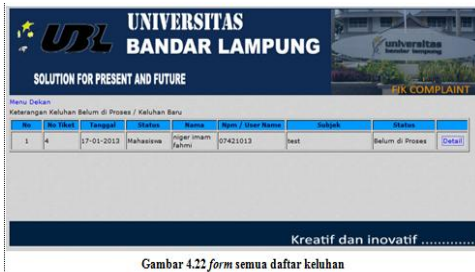 UBL
UNIVERSITAS
BANDAR LAMPUNG
universitas
bandar lampung
SOLUTION FOR PRESENT AND FUTURE
FIK COMPLAINT
Menu Dekan
Keterangan Keluhan Belum di Proses / Keluhan Baru
No No Tiket Tanggal Status Nama Npm / User Name Subjek Status
1 4 17-01-2013 Mahasiswa niger imam fahmi 07421013 test Belum di Proses Detail
Kreatif dan inovatif ............
Gambar 4.22 form semua daftar keluhan